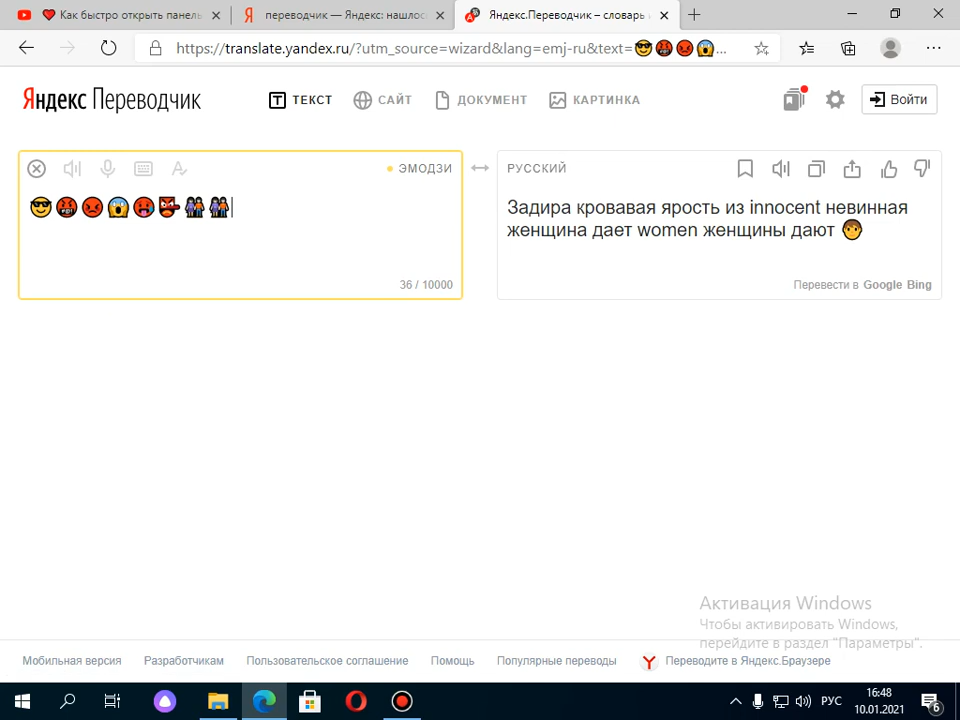 ❤ Как быстро открыть панель
переводчик — Яндекс: нашлос
Яндекс.Переводчик – словарь и
https://translate.yandex.ru/?utm_source=wizard&lang=emj-ru&text=😎🤬😡😱...
Яндекс Переводчик
ТЕКСТ
САЙТ
ДОКУМЕНТ
КАРТИНКА
Войти
ЭМОДЗИ
😎🤬😡😱🥵👺👭👭
36 / 10000
РУССКИЙ
Задира кровавая ярость из innocent невинная
женщина дает women женщины дают 🧑
Перевести в Google Bing
Активация Windows
Чтобы активировать Windows,
перейдите в раздел "Параметры".
Мобильная версия
Разработчикам
Пользовательское соглашение
Помощь
Популярные переводы
Переводите в Яндекс.Браузере
РУС
16:48
10.01.2021
6